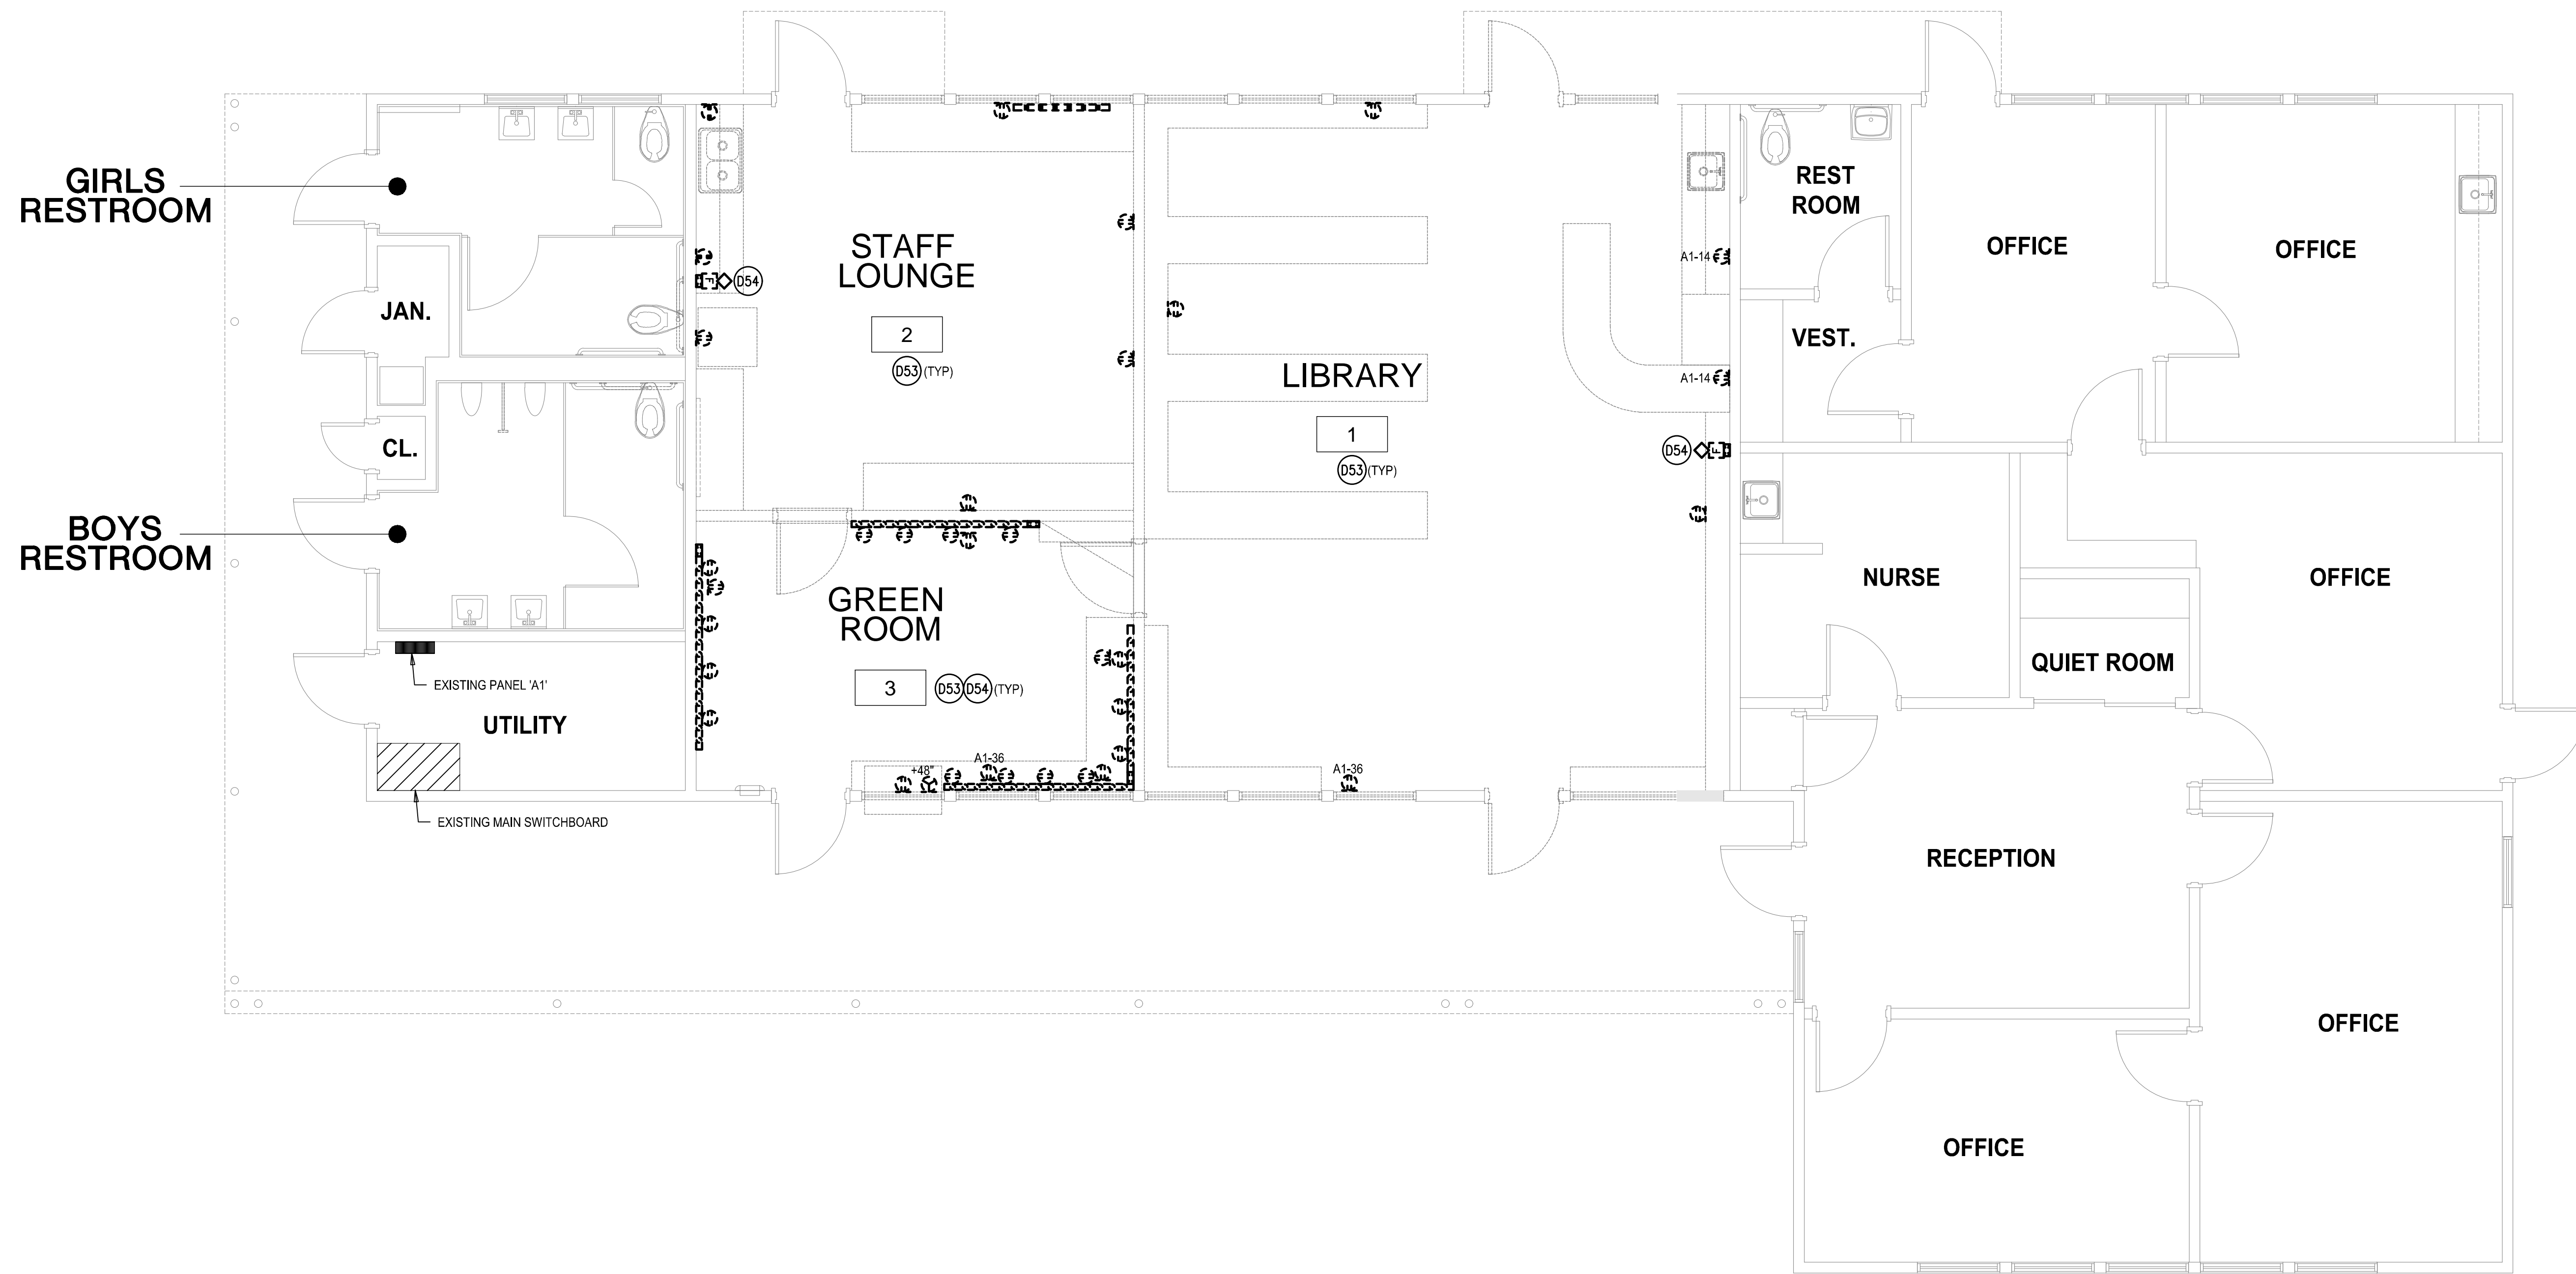 GIRLS
RESTROOM
JAN.
CL.
BOYS
RESTROOM
EXISTING PANEL 'A1'
UTILITY
EXISTING MAIN SWITCHBOARD
STAFF
LOUNGE
2
D53 (TYP)
D54
F
GREEN
ROOM
3
D53 D54 (TYP)
+48"
A1-36
LIBRARY
1
D53 (TYP)
A1-14
A1-14
D54
F
A1-36
REST
ROOM
VEST.
OFFICE
OFFICE
NURSE
QUIET ROOM
OFFICE
RECEPTION
OFFICE
OFFICE